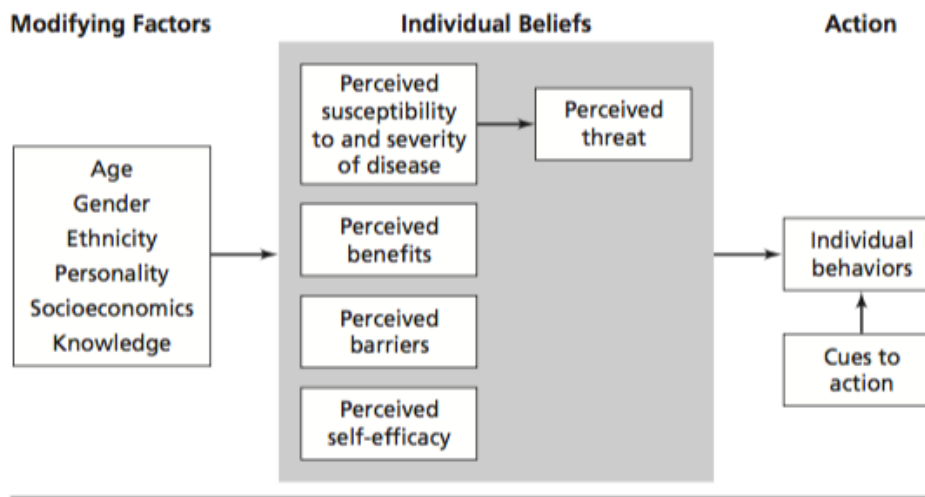 Modifying Factors
Individual Beliefs
Action
Age
Gender
Ethnicity
Personality
Socioeconomics
Knowledge
Perceived
susceptibility
to and severity
of disease
Perceived
threat
Perceived
benefits
Perceived
barriers
Perceived
self-efficacy
Individual
behaviors
Cues to
action